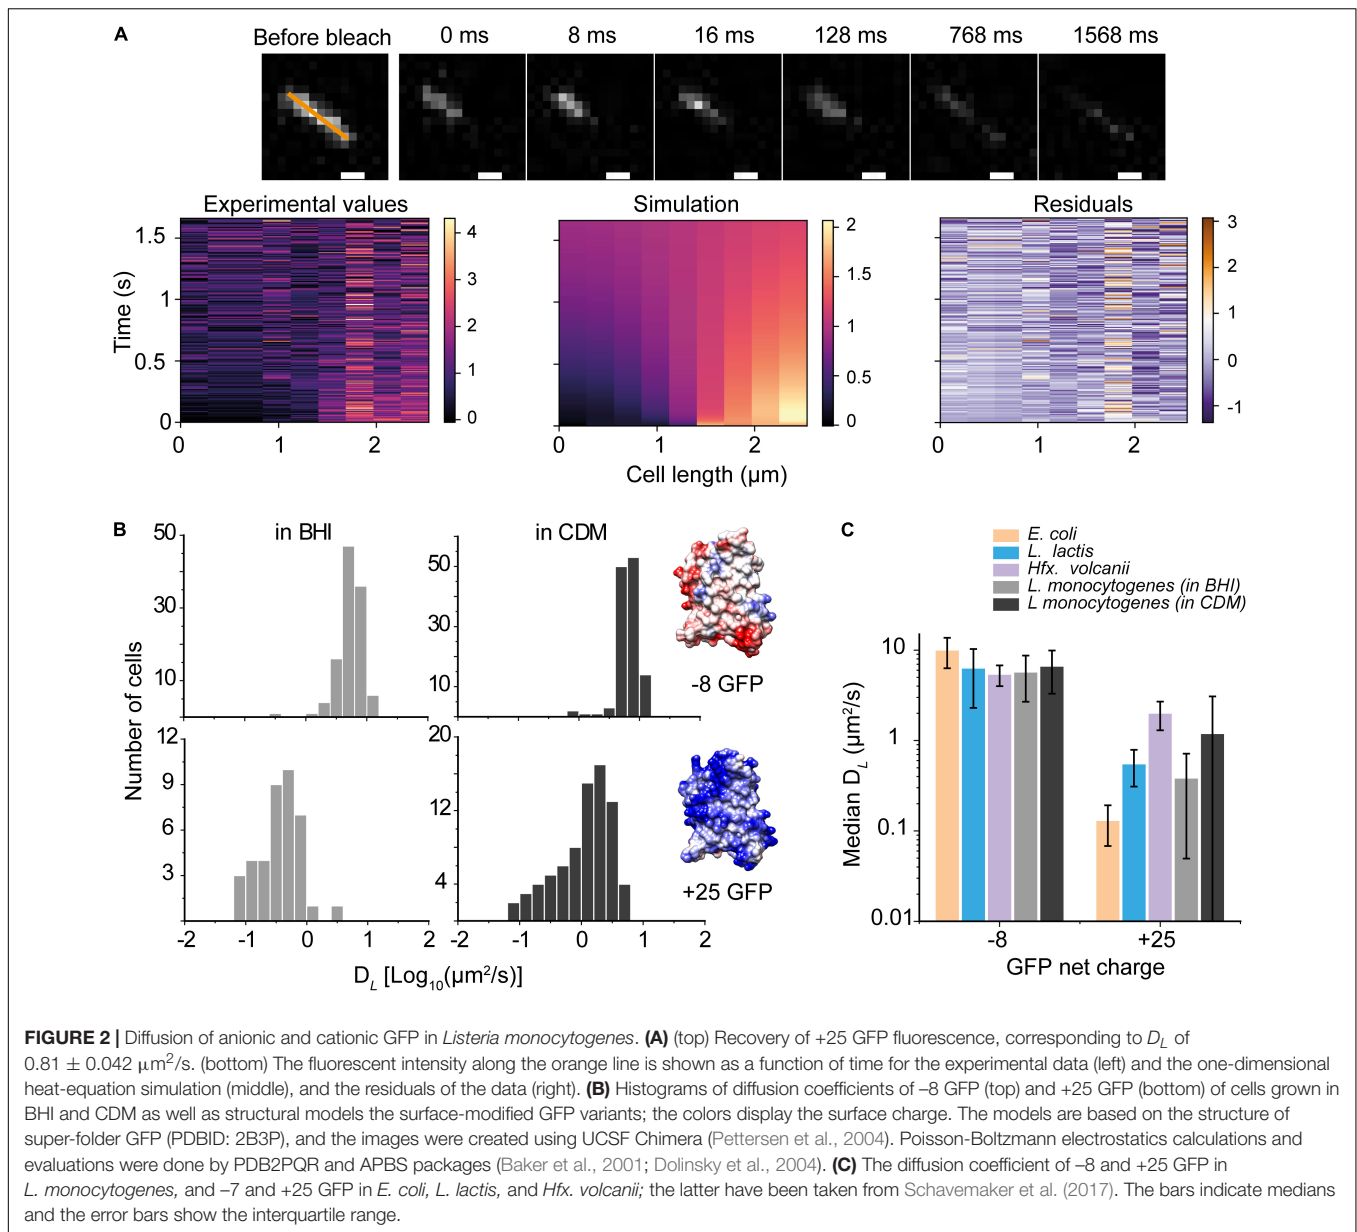 A
Before bleach 0 ms 8 ms 16 ms 128 ms 768 ms 1568 ms
Experimental values Simulation Residuals
Time (s)
1.5
1
0.5
0
0 1 2
4
3
2
1
0
0 1 2
2
1.5
1
0.5
0
0 1 2
3
2
1
0
-1
Cell length (µm)
B
in BHI in CDM
Number of cells
50
30
10
50
30
10
-8 GFP
12
9
6
3
20
12
4
+25 GFP
-2 -1 0 1 2
-2 -1 0 1 2
D_L [Log10(µm²/s)]
C
E. coli
L. lactis
Hfx. volcanii
L. monocytogenes (in BHI)
L monocytogenes (in CDM)
Median D_L (µm²/s)
10
1
0.1
0.01
-8 +25
GFP net charge
FIGURE 2 | Diffusion of anionic and cationic GFP in Listeria monocytogenes. (A) (top) Recovery of +25 GFP fluorescence, corresponding to D_L of
0.81 ± 0.042 µm²/s. (bottom) The fluorescent intensity along the orange line is shown as a function of time for the experimental data (left) and the one-dimensional
heat-equation simulation (middle), and the residuals of the data (right). (B) Histograms of diffusion coefficients of –8 GFP (top) and +25 GFP (bottom) of cells grown in
BHI and CDM as well as structural models the surface-modified GFP variants; the colors display the surface charge. The models are based on the structure of
super-folder GFP (PDBID: 2B3P), and the images were created using UCSF Chimera (Pettersen et al., 2004). Poisson-Boltzmann electrostatics calculations and
evaluations were done by PDB2PQR and APBS packages (Baker et al., 2001; Dolinsky et al., 2004). (C) The diffusion coefficient of –8 and +25 GFP in
L. monocytogenes, and –7 and +25 GFP in E. coli, L. lactis, and Hfx. volcanii; the latter have been taken from Schavemaker et al. (2017). The bars indicate medians
and the error bars show the interquartile range.